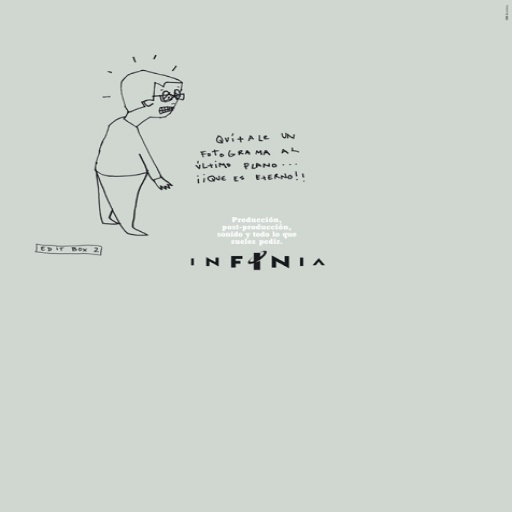 QUÍTALE UN
FOTOGRAMA AL
ÚLTIMO PLANO...
¡¡QUE ES ETERNO!!
Producción,
post-producción,
sonido y todo lo que
sueles pedir.
EDIT BOX 2
INFINIA